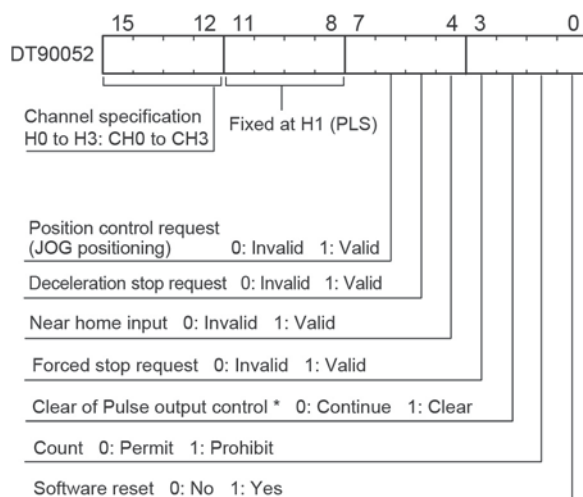 15 12 11 8 7 4 3 0
DT90052
Channel specification
H0 to H3: CH0 to CH3
Fixed at H1 (PLS)
Position control request
(JOG positioning) 0: Invalid 1: Valid
Deceleration stop request 0: Invalid 1: Valid
Near home input 0: Invalid 1: Valid
Forced stop request 0: Invalid 1: Valid
Clear of Pulse output control * 0: Continue 1: Clear
Count 0: Permit 1: Prohibit
Software reset 0: No 1: Yes